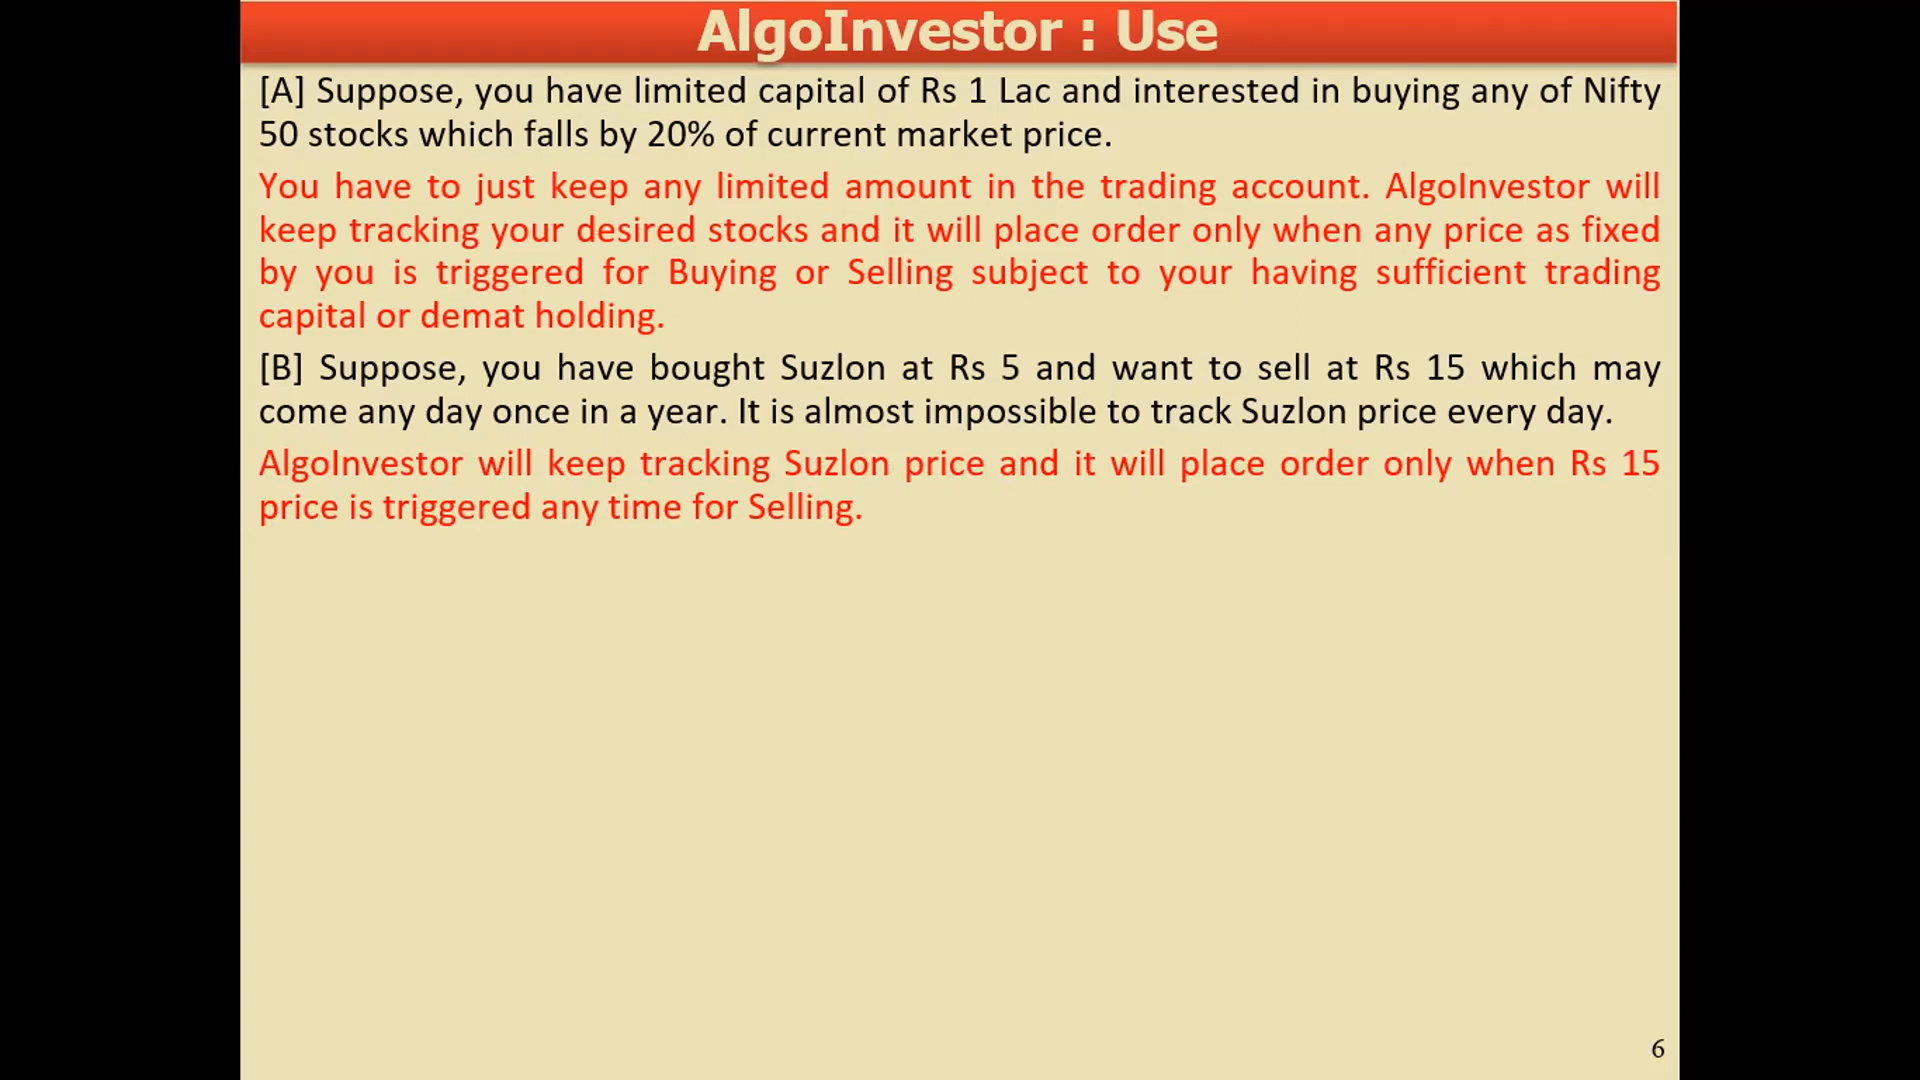 AlgoInvestor : Use
[A] Suppose, you have limited capital of Rs 1 Lac and interested in buying any of Nifty
50 stocks which falls by 20% of current market price.
You have to just keep any limited amount in the trading account. AlgoInvestor will
keep tracking your desired stocks and it will place order only when any price as fixed
by you is triggered for Buying or Selling subject to your having sufficient trading
capital or demat holding.
[B] Suppose, you have bought Suzlon at Rs 5 and want to sell at Rs 15 which may
come any day once in a year. It is almost impossible to track Suzlon price every day.
AlgoInvestor will keep tracking Suzlon price and it will place order only when Rs 15
price is triggered any time for Selling.
6